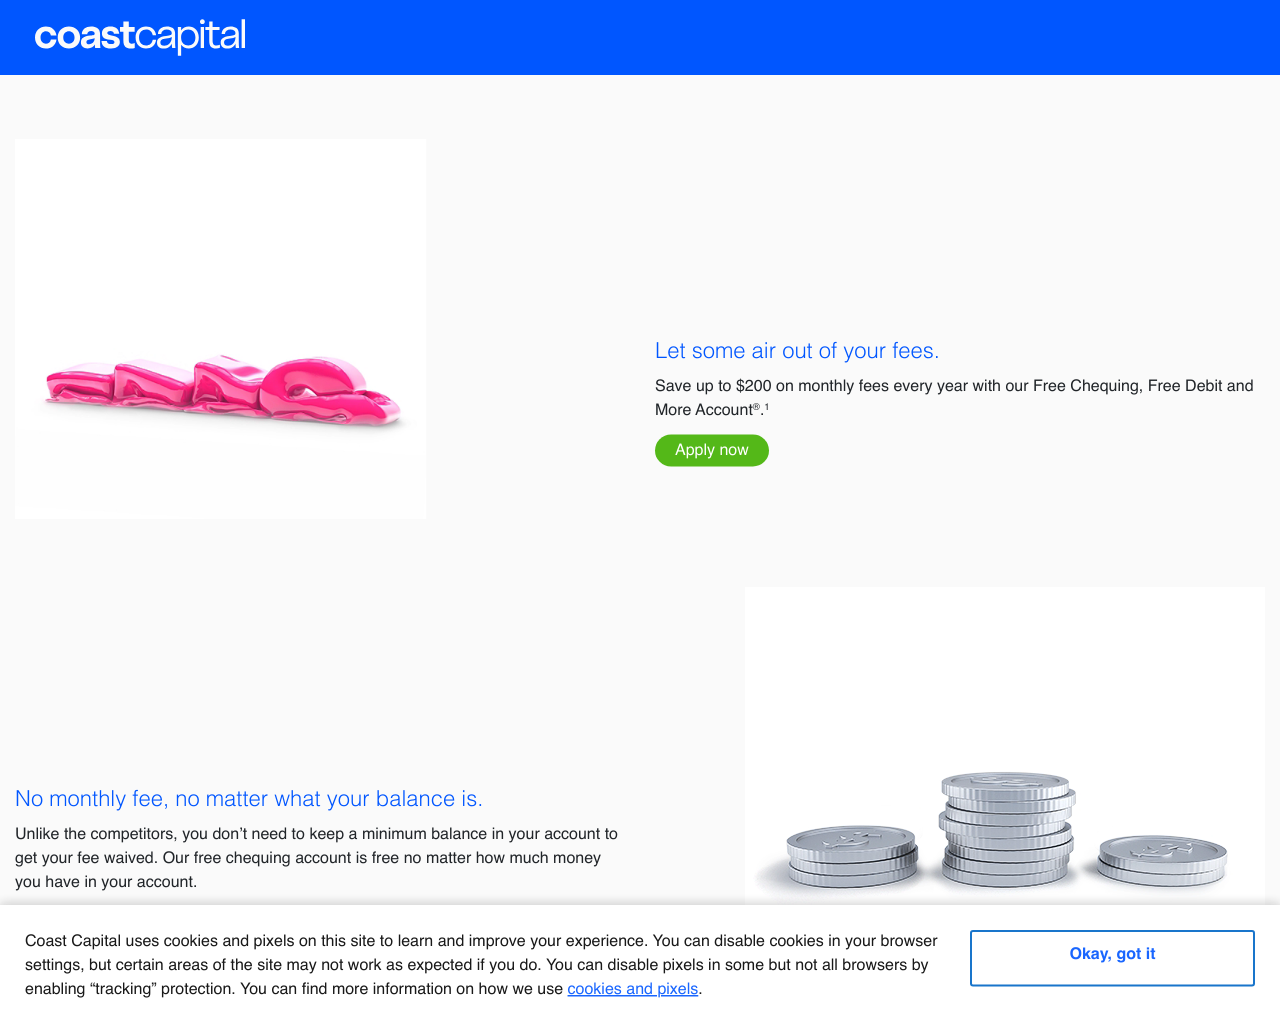 coastcapital
Let some air out of your fees.
Save up to $200 on monthly fees every year with our Free Chequing, Free Debit and
More Account®.¹
Apply now
No monthly fee, no matter what your balance is.
Unlike the competitors, you don’t need to keep a minimum balance in your account to
get your fee waived. Our free chequing account is free no matter how much money
you have in your account.
Coast Capital uses cookies and pixels on this site to learn and improve your experience. You can disable cookies in your browser
settings, but certain areas of the site may not work as expected if you do. You can disable pixels in some but not all browsers by
enabling “tracking” protection. You can find more information on how we use cookies and pixels.
Okay, got it